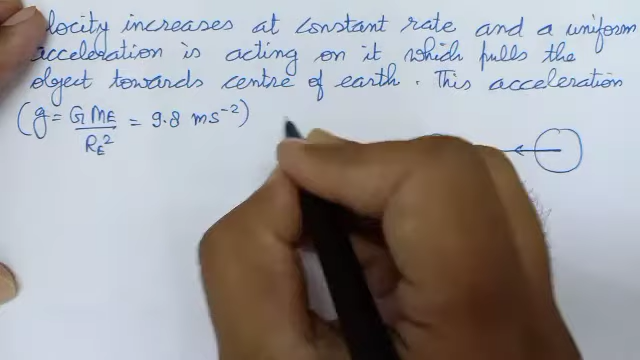 locity increases at constant rate and a uniform
acceleration is acting on it which pulls the
object towards centre of earth. This acceleration
(g = G ME / RE² = 9.8 ms⁻²)